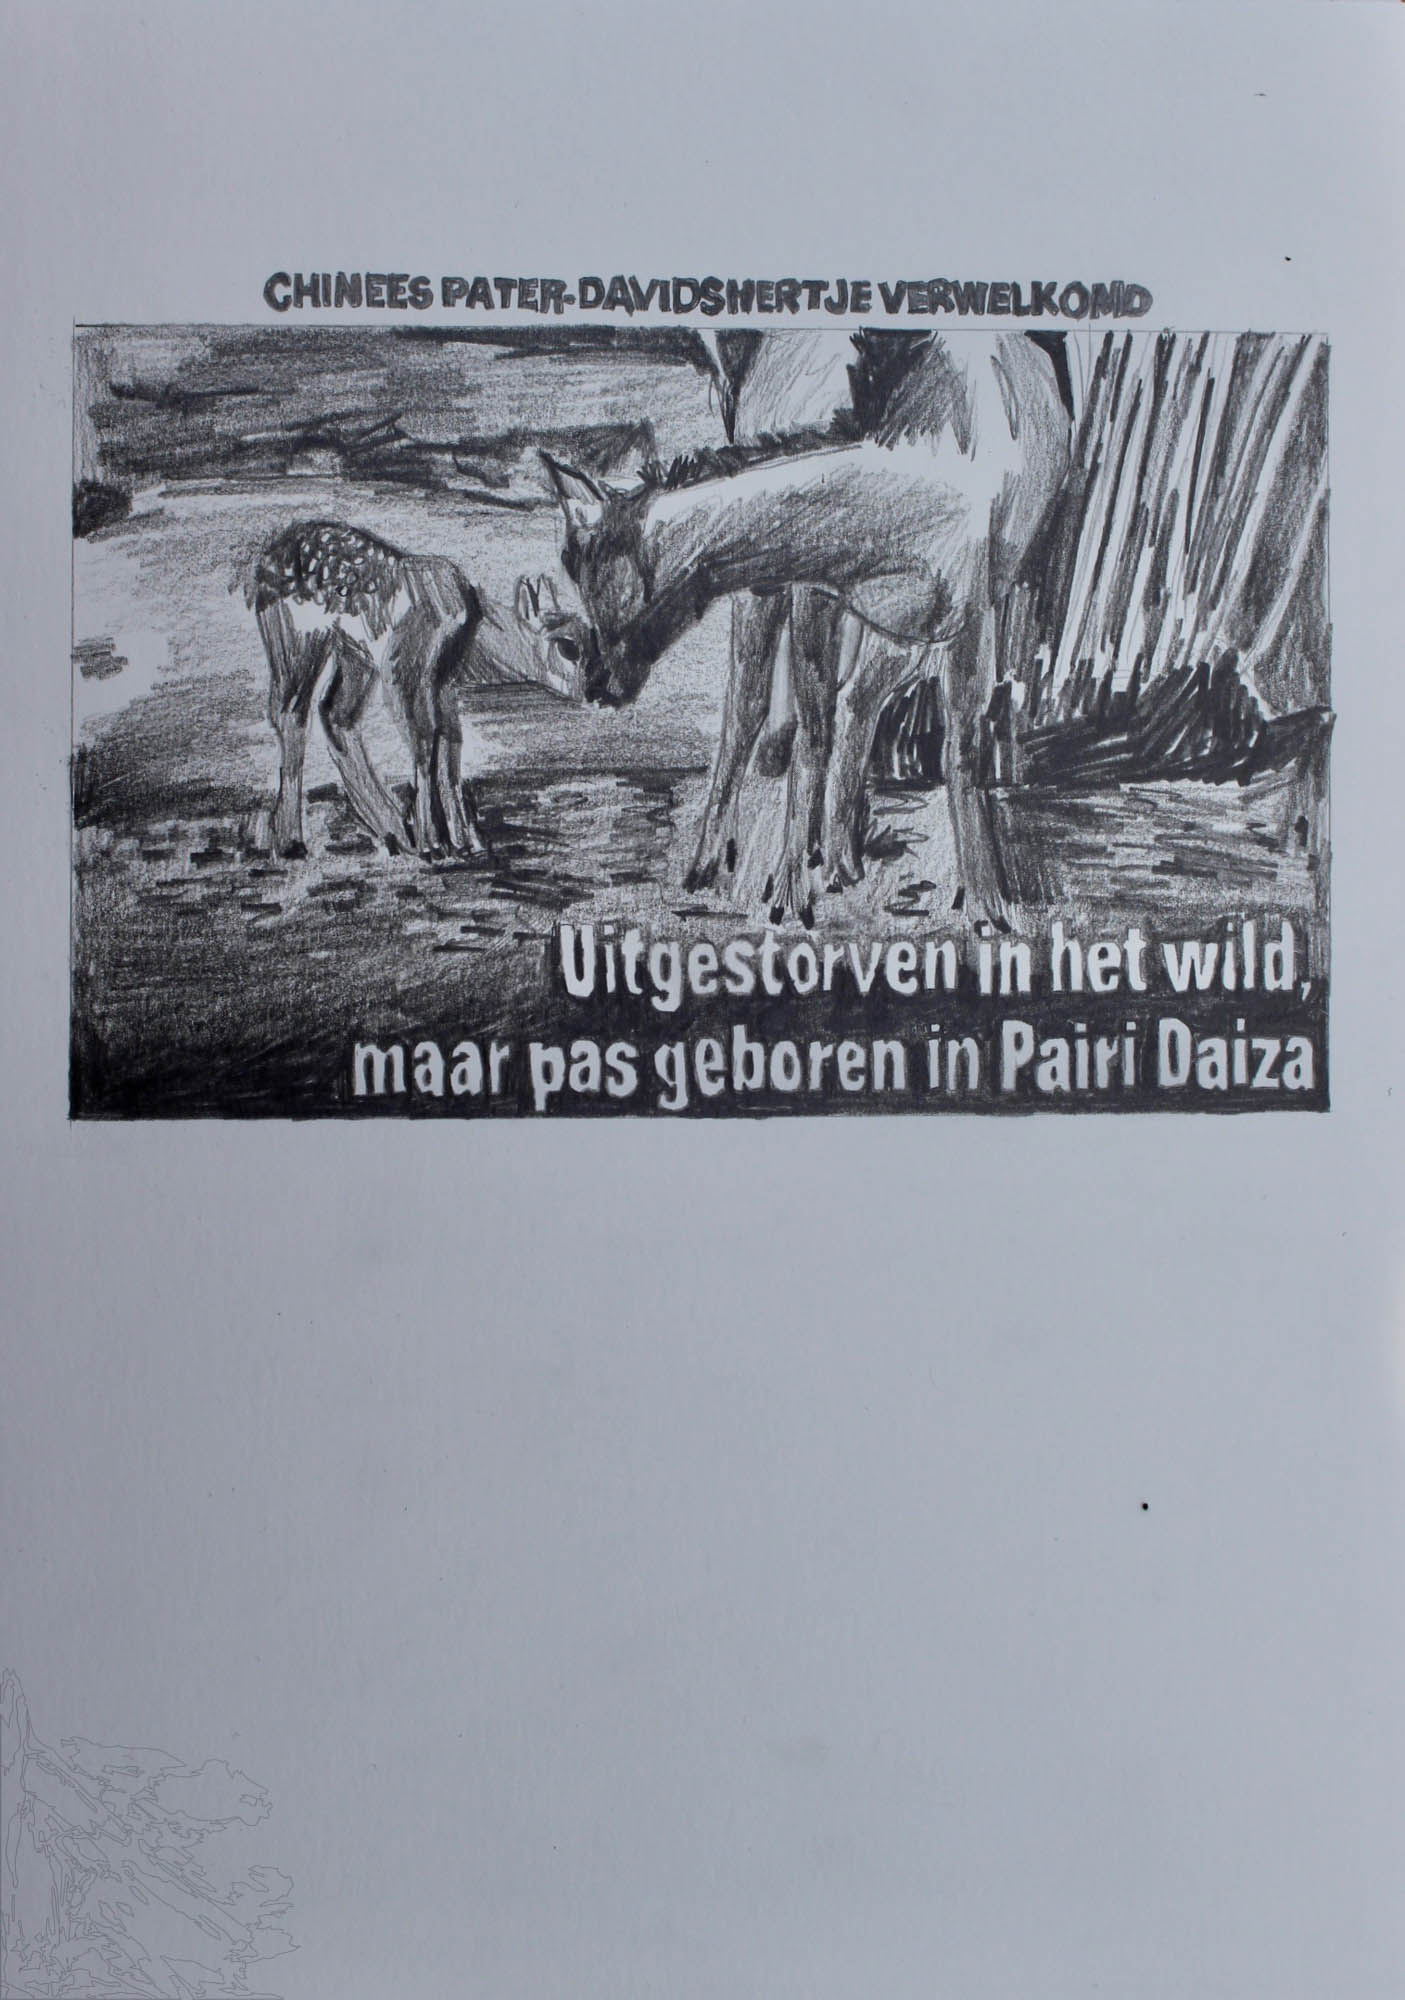 CHINEES PATER-DAVIDSHERTJE VERWELKOMD
Uitgestorven in het wild,
maar pas geboren in Pairi Daiza